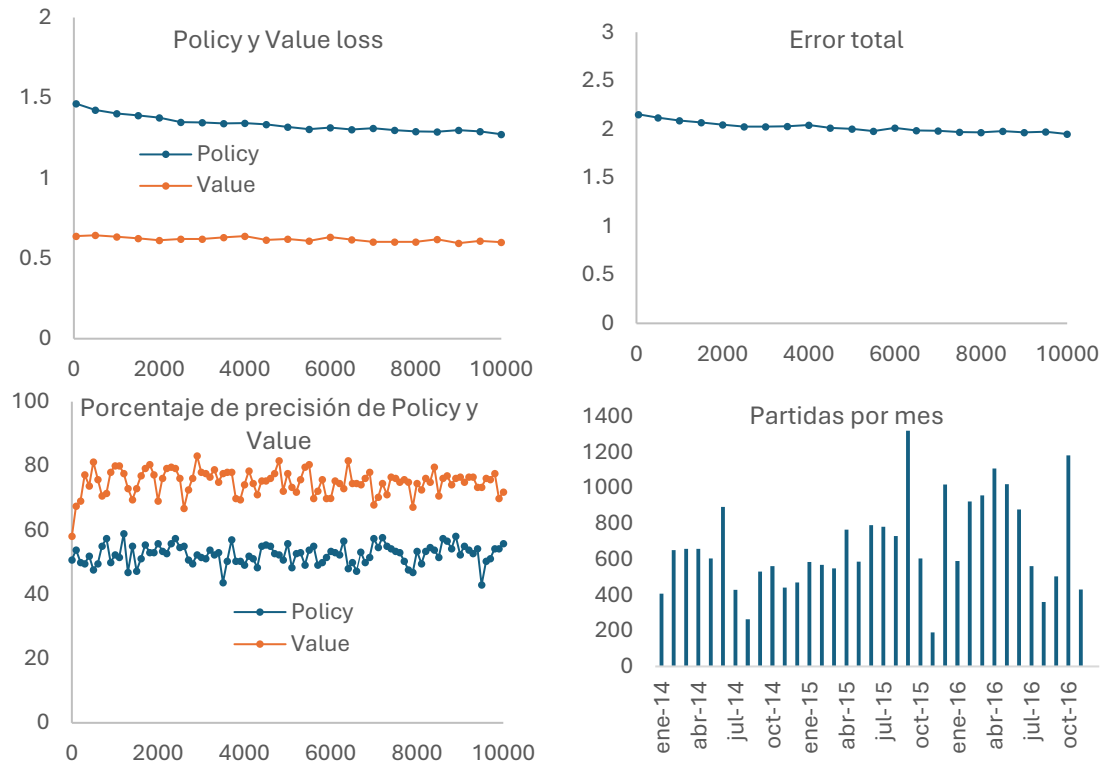 Policy y Value loss
2
1.5
1
0.5
0
Policy
Value
0 2000 4000 6000 8000 10000
Error total
3
2.5
2
1.5
1
0.5
0
0 2000 4000 6000 8000 10000
Porcentaje de precisión de Policy y
Value
100
80
60
40
20
0
Policy
Value
0 2000 4000 6000 8000 10000
Partidas por mes
1400
1200
1000
800
600
400
200
0
ene-14
abr-14
jul-14
oct-14
ene-15
abr-15
jul-15
oct-15
ene-16
abr-16
jul-16
oct-16